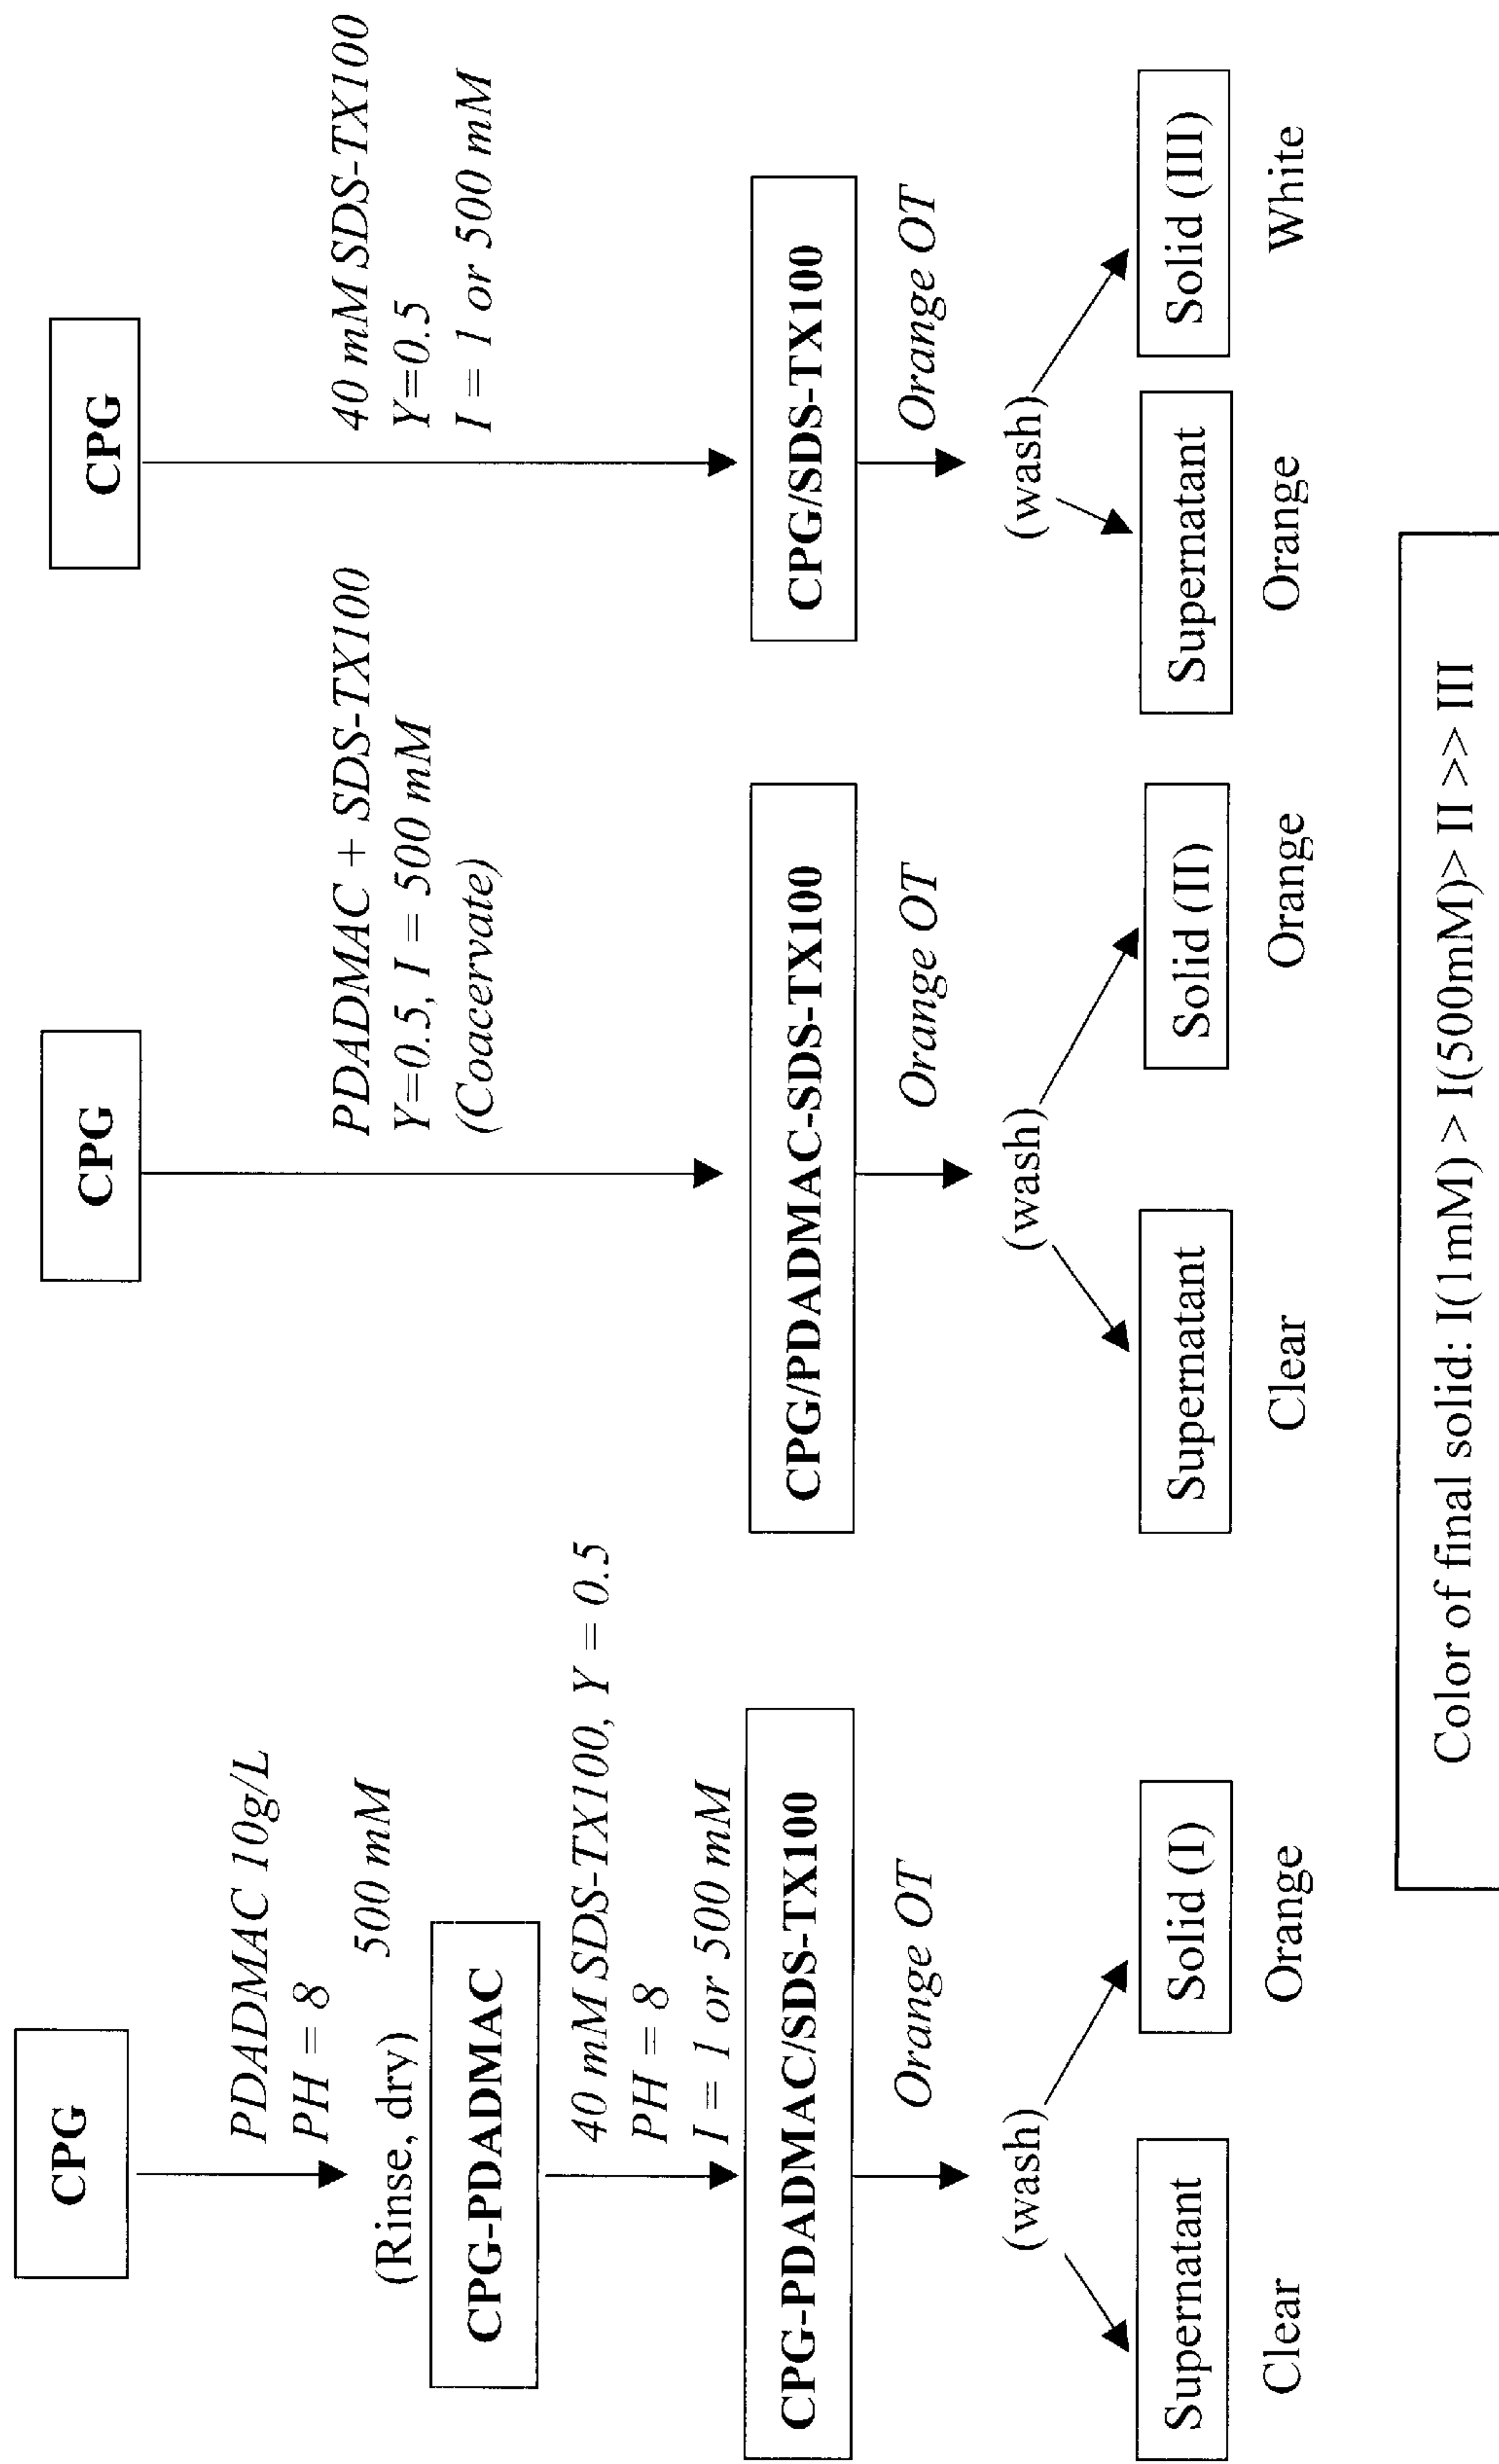 CPG
PDADMAC 10g/L
PH = 8
500 mM
(Rinse, dry)
CPG-PDADMAC
40 mM SDS-TX100, Y = 0.5
PH = 8
I = 1 or 500 mM
CPG-PDADMAC/SDS-TX100
Orange OT
(wash)
Supernatant
Solid (I)
Clear
Orange
CPG
PDADMAC + SDS-TX100
Y=0.5, I = 500 mM
(Coacervate)
CPG/PDADMAC-SDS-TX100
Orange OT
(wash)
Supernatant
Solid (II)
Clear
Orange
CPG
40 mM SDS-TX100
Y=0.5
I = 1 or 500 mM
CPG/SDS-TX100
Orange OT
(wash)
Supernatant
Solid (III)
Orange
White
Color of final solid: I(1mM) > I(500mM)> II >> III